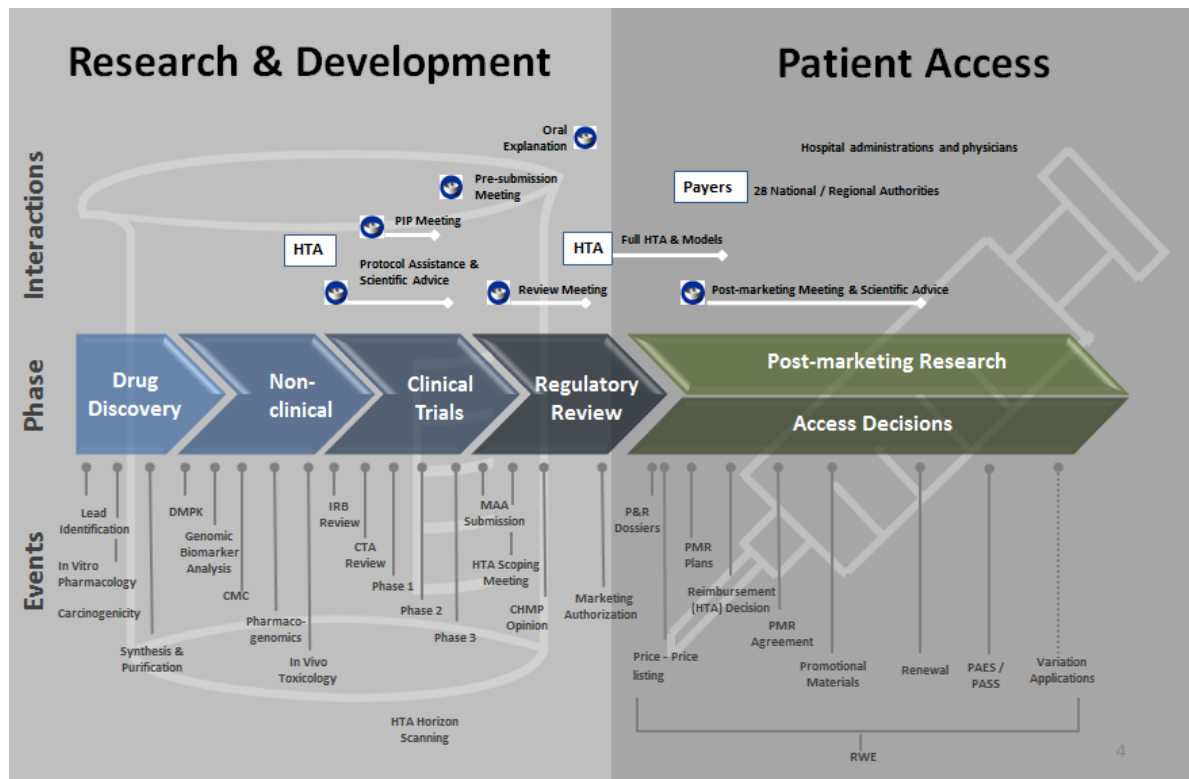 Research & Development
Patient Access
Interactions
Oral
Explanation
Hospital administrations and physicians
Pre-submission
Meeting
Payers
28 National / Regional Authorities
PIP Meeting
HTA
HTA
Full HTA & Models
Protocol Assistance &
Scientific Advice
Review Meeting
Post-marketing Meeting & Scientific Advice
Phase
Drug
Discovery
Non-
clinical
Clinical
Trials
Regulatory
Review
Post-marketing Research
Access Decisions
Events
Lead
Identification
In Vitro
Pharmacology
Carcinogenicity
Synthesis &
Purification
DMPK
Genomic
Biomarker
Analysis
CMC
Pharmaco-
genomics
In Vivo
Toxicology
IRB
Review
CTA
Review
Phase 1
Phase 2
Phase 3
HTA Horizon
Scanning
MAA
Submission
HTA Scoping
Meeting
CHMP
Opinion
Marketing
Authorization
P&R
Dossiers
Price - Price
listing
PMR
Plans
Reimbursement
(HTA) Decision
PMR
Agreement
Promotional
Materials
Renewal
PAES /
PASS
Variation
Applications
RWE
4